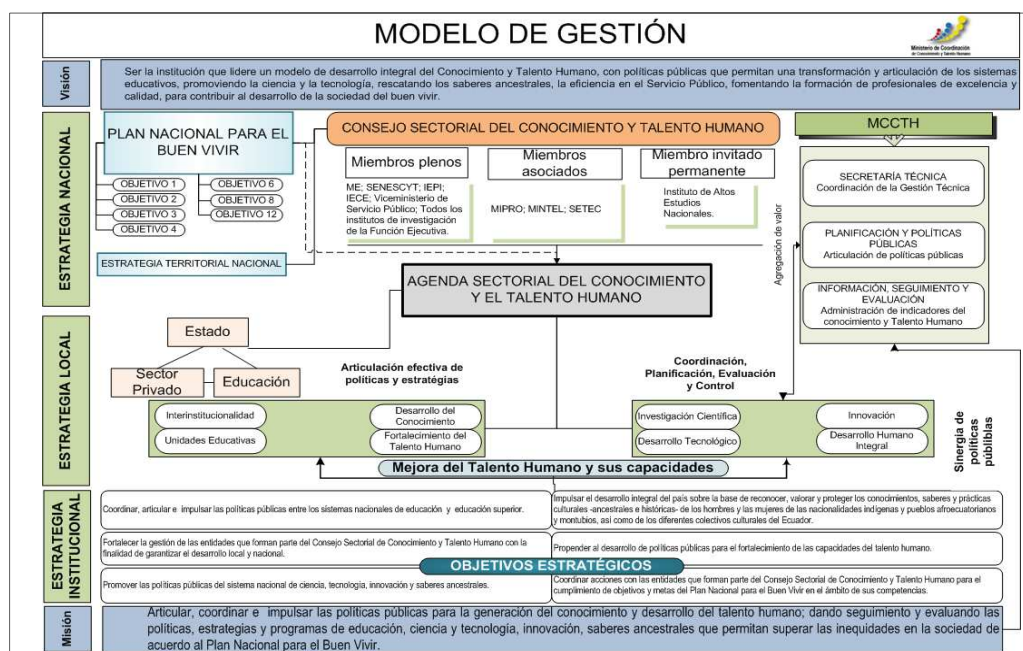 MODELO DE GESTIÓN
Ministerio de Coordinación
de Conocimiento y Talento Humano
Visión
Ser la institución que lidere un modelo de desarrollo integral del Conocimiento y Talento Humano, con políticas públicas que permitan una transformación y articulación de los sistemas
educativos, promoviendo la ciencia y la tecnología, rescatando los saberes ancestrales, la eficiencia en el Servicio Público, fomentando la formación de profesionales de excelencia y
calidad, para contribuir al desarrollo de la sociedad del buen vivir.
ESTRATEGIA NACIONAL
PLAN NACIONAL PARA EL
BUEN VIVIR
OBJETIVO 1
OBJETIVO 2
OBJETIVO 3
OBJETIVO 4
OBJETIVO 6
OBJETIVO 8
OBJETIVO 12
ESTRATEGIA TERRITORIAL NACIONAL
CONSEJO SECTORIAL DEL CONOCIMIENTO Y TALENTO HUMANO
Miembros plenos
ME; SENESCYT; IEPI;
IECE; Viceministerio de
Servicio Público; Todos los
institutos de investigación
de la Función Ejecutiva.
Miembros
asociados
MIPRO; MINTEL; SETEC
Miembro invitado
permanente
Instituto de Altos
Estudios
Nacionales.
Agregación de valor
MCCTH
SECRETARÍA TÉCNICA
Coordinación de la Gestión Técnica
PLANIFICACIÓN Y POLÍTICAS
PÚBLICAS
Articulación de políticas públicas
INFORMACIÓN, SEGUIMIENTO Y
EVALUACIÓN
Administración de indicadores del
conocimiento y Talento Humano
AGENDA SECTORIAL DEL CONOCIMIENTO
Y EL TALENTO HUMANO
ESTRATEGIA LOCAL
Estado
Sector
Privado
Educación
Articulación efectiva de
políticas y estratégias
Coordinación,
Planificación, Evaluación
y Control
Interinstitucionalidad
Unidades Educativas
Desarrollo del
Conocimiento
Fortalecimiento del
Talento Humano
Investigación Científica
Desarrollo Tecnológico
Innovación
Desarrollo Humano
Integral
Sinergia de
políticas
públiblas
Mejora del Talento Humano y sus capacidades
ESTRATEGIA
INSTITUCIONAL
Coordinar, articular e impulsar las políticas públicas entre los sistemas nacionales de educación y educación superior.
Impulsar el desarrollo integral del país sobre la base de reconocer, valorar y proteger los conocimientos, saberes y prácticas
culturales -ancestrales e históricas- de los hombres y las mujeres de las nacionalidades indígenas y pueblos afroecuatorianos
y montubios, así como de los diferentes colectivos culturales del Ecuador.
Fortalecer la gestión de las entidades que forman parte del Consejo Sectorial de Conocimiento y Talento Humano con la
finalidad de garantizar el desarrollo local y nacional.
Propender al desarrollo de políticas públicas para el fortalecimiento de las capacidades del talento humano.
OBJETIVOS ESTRATÉGICOS
Promover las políticas públicas del sistema nacional de ciencia, tecnología, innovación y saberes ancestrales.
Coordinar acciones con las entidades que forman parte del Consejo Sectorial de Conocimiento y Talento Humano para el
cumplimiento de objetivos y metas del Plan Nacional para el Buen Vivir en el ámbito de sus competencias.
Misión
Articular, coordinar e impulsar las políticas públicas para la generación del conocimiento y desarrollo del talento humano; dando seguimiento y evaluando las
políticas, estrategias y programas de educación, ciencia y tecnología, innovación, saberes ancestrales que permitan superar las inequidades en la sociedad de
acuerdo al Plan Nacional para el Buen Vivir.